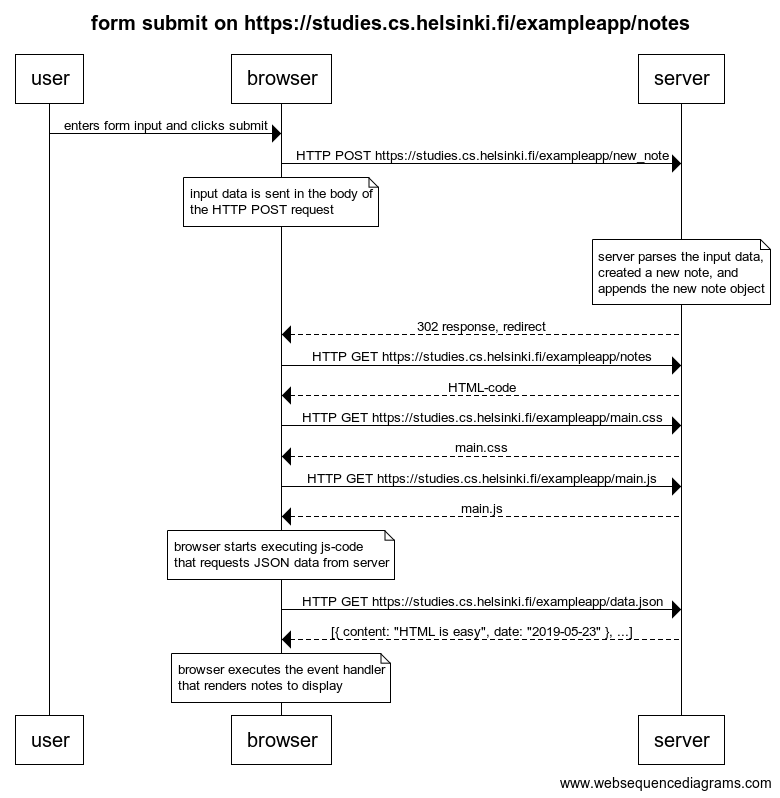 form submit on https://studies.cs.helsinki.fi/exampleapp/notes
user browser server
enters form input and clicks submit
HTTP POST https://studies.cs.helsinki.fi/exampleapp/new_note
input data is sent in the body of
the HTTP POST request
server parses the input data,
created a new note, and
appends the new note object
302 response, redirect
HTTP GET https://studies.cs.helsinki.fi/exampleapp/notes
HTML-code
HTTP GET https://studies.cs.helsinki.fi/exampleapp/main.css
main.css
HTTP GET https://studies.cs.helsinki.fi/exampleapp/main.js
main.js
browser starts executing js-code
that requests JSON data from server
HTTP GET https://studies.cs.helsinki.fi/exampleapp/data.json
[{ content: "HTML is easy", date: "2019-05-23" }, ...]
browser executes the event handler
that renders notes to display
user browser server
www.websequencediagrams.com